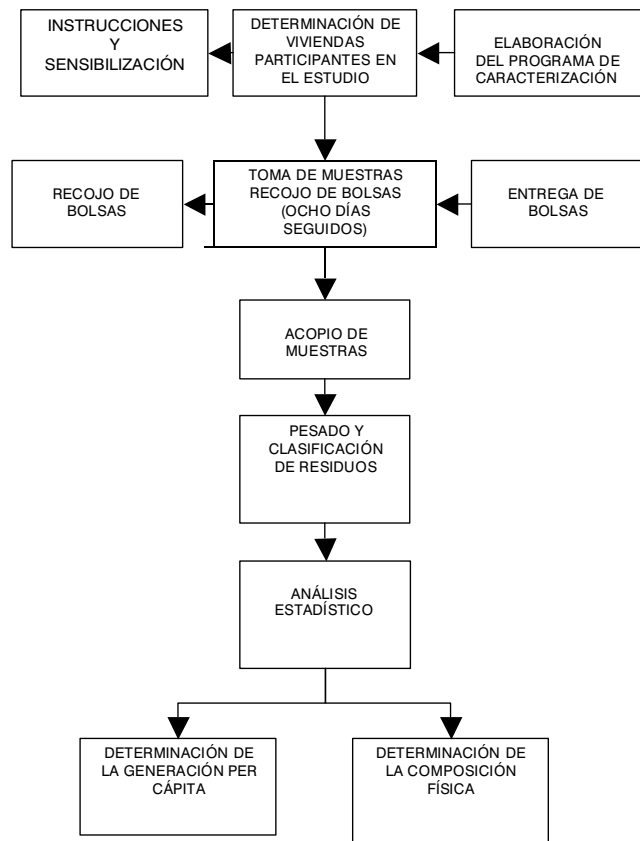 INSTRUCCIONES
Y
SENSIBILIZACIÓN
DETERMINACIÓN DE
VIVIENDAS
PARTICIPANTES EN
EL ESTUDIO
ELABORACIÓN
DEL PROGRAMA DE
CARACTERIZACIÓN
RECOJO DE
BOLSAS
TOMA DE MUESTRAS
RECOJO DE BOLSAS
(OCHO DÍAS
SEGUIDOS)
ENTREGA DE
BOLSAS
ACOPIO DE
MUESTRAS
PESADO Y
CLASIFICACIÓN
DE RESIDUOS
ANÁLISIS
ESTADÍSTICO
DETERMINACIÓN DE
LA GENERACIÓN PER
CÁPITA
DETERMINACIÓN DE
LA COMPOSICIÓN
FÍSICA